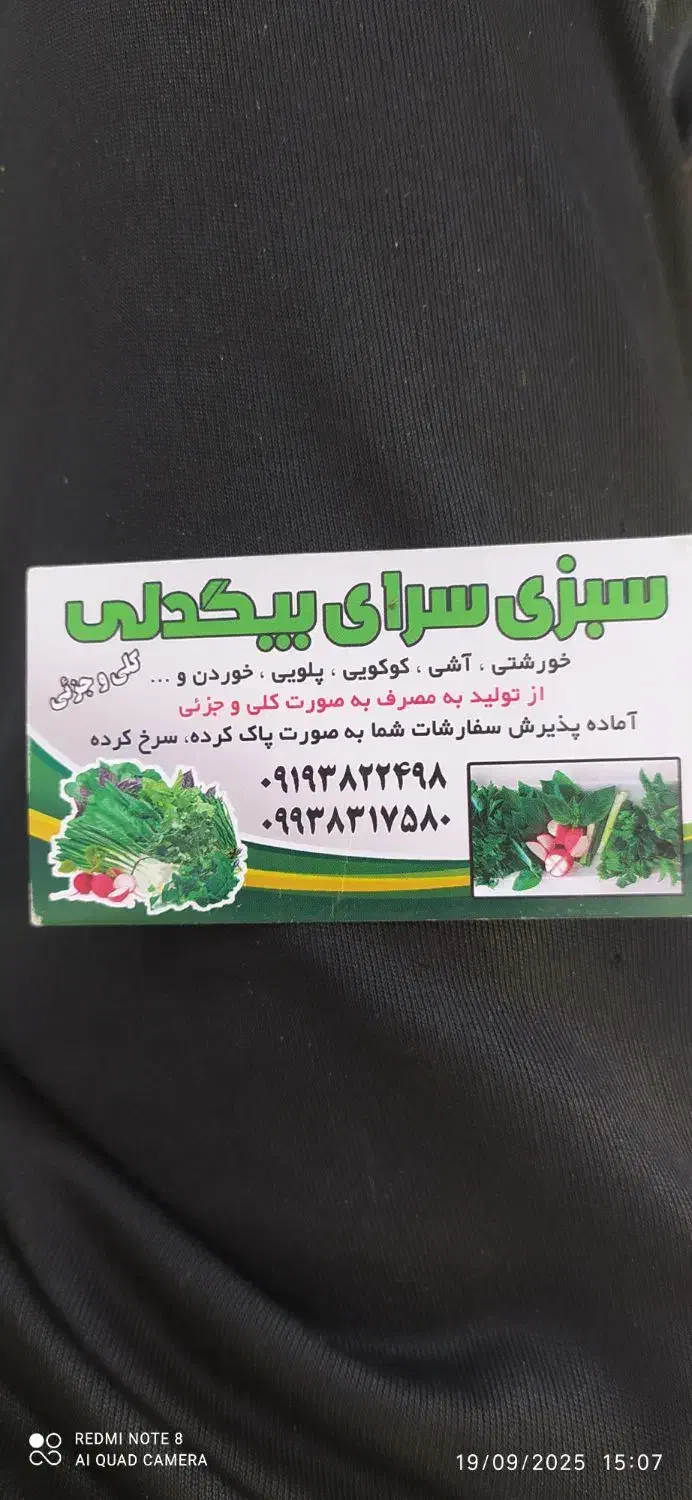 سبزی سرای بیگدلی
خورشتی ، آشی ، کوکویی ، پلویی ، خوردن و ...
کلی و جزئی
از تولید به مصرف به صورت کلی و جزئی
آماده پذیرش سفارشات شما به صورت پاک کرده، سرخ کرده
۰۹۱۹۳۸۲۲۴۹۸
۰۹۹۳۸۳۱۷۵۸۰
REDMI NOTE 8
AI QUAD CAMERA
19/09/2025 15:07